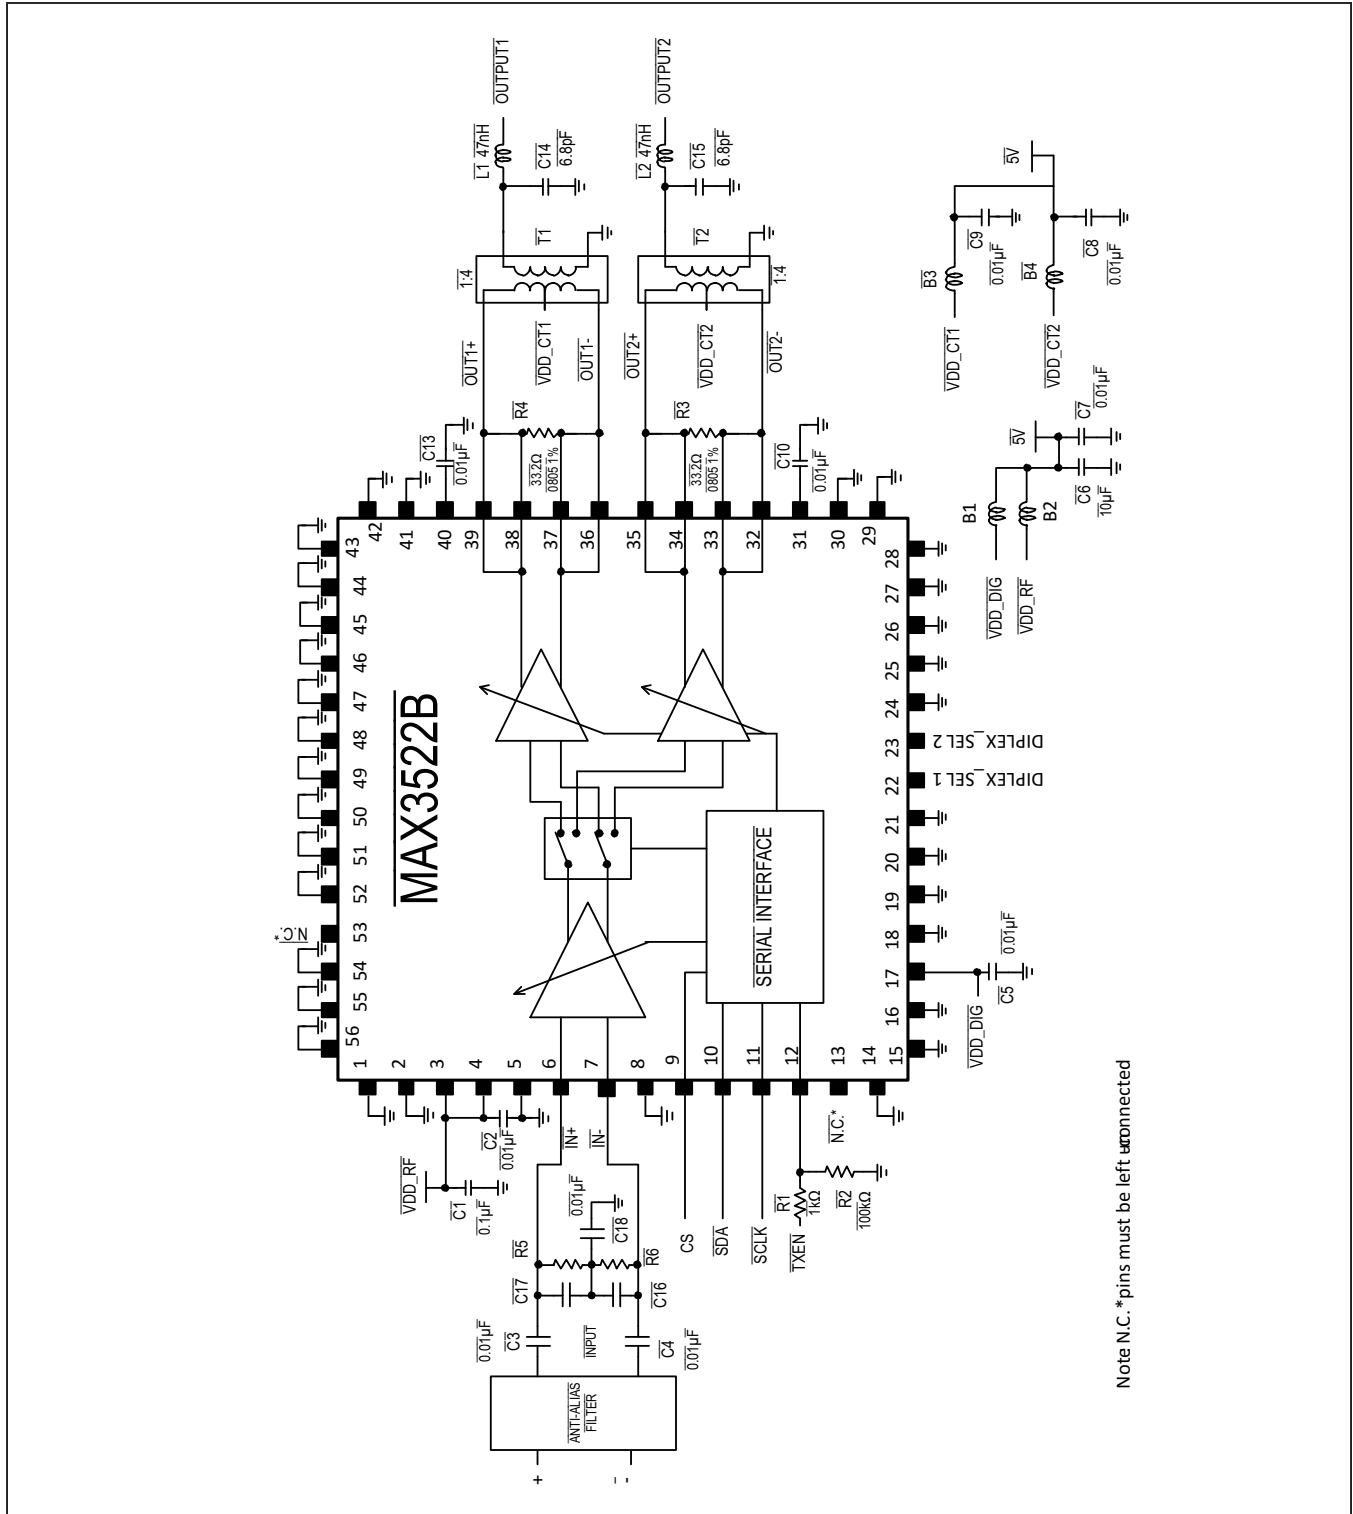 MAX3522B
SERIAL INTERFACE
ANTI-ALIAS
FILTER
+
-
INPUT
0.01µF
C3
C4
0.01µF
C17
C16
R5
R6
0.01µF
C18
IN+
IN-
VDD_RF
C1
0.1µF
C2
0.01µF
CS
SDA
SCLK
TXEN
R1
1kΩ
R2
100kΩ
N.C.*
1
2
3
4
5
6
7
8
9
10
11
12
13
14
15
16
17
18
19
20
21
22
23
24
25
26
27
28
VDD_DIG
C5
0.01µF
DIPLEX_SEL 1
DIPLEX_SEL 2
29
30
31
32
33
34
35
36
37
38
39
40
41
42
43
44
45
46
47
48
49
50
51
52
53
54
55
56
N.C.*
C13
0.01µF
R4
33.2Ω
0805 1%
OUT1+
VDD_CT1
OUT1-
1:4
T1
L1 47nH
C14
6.8pF
OUTPUT1
R3
33.2Ω
0805 1%
C10
0.01µF
OUT2+
VDD_CT2
OUT2-
1:4
T2
L2 47nH
C15
6.8pF
OUTPUT2
VDD_DIG
VDD_RF
B1
B2
5V
C6
10µF
C7
0.01µF
VDD_CT1
VDD_CT2
B3
B4
C9
0.01µF
C8
0.01µF
5V
Note N.C. *pins must be left unconnected